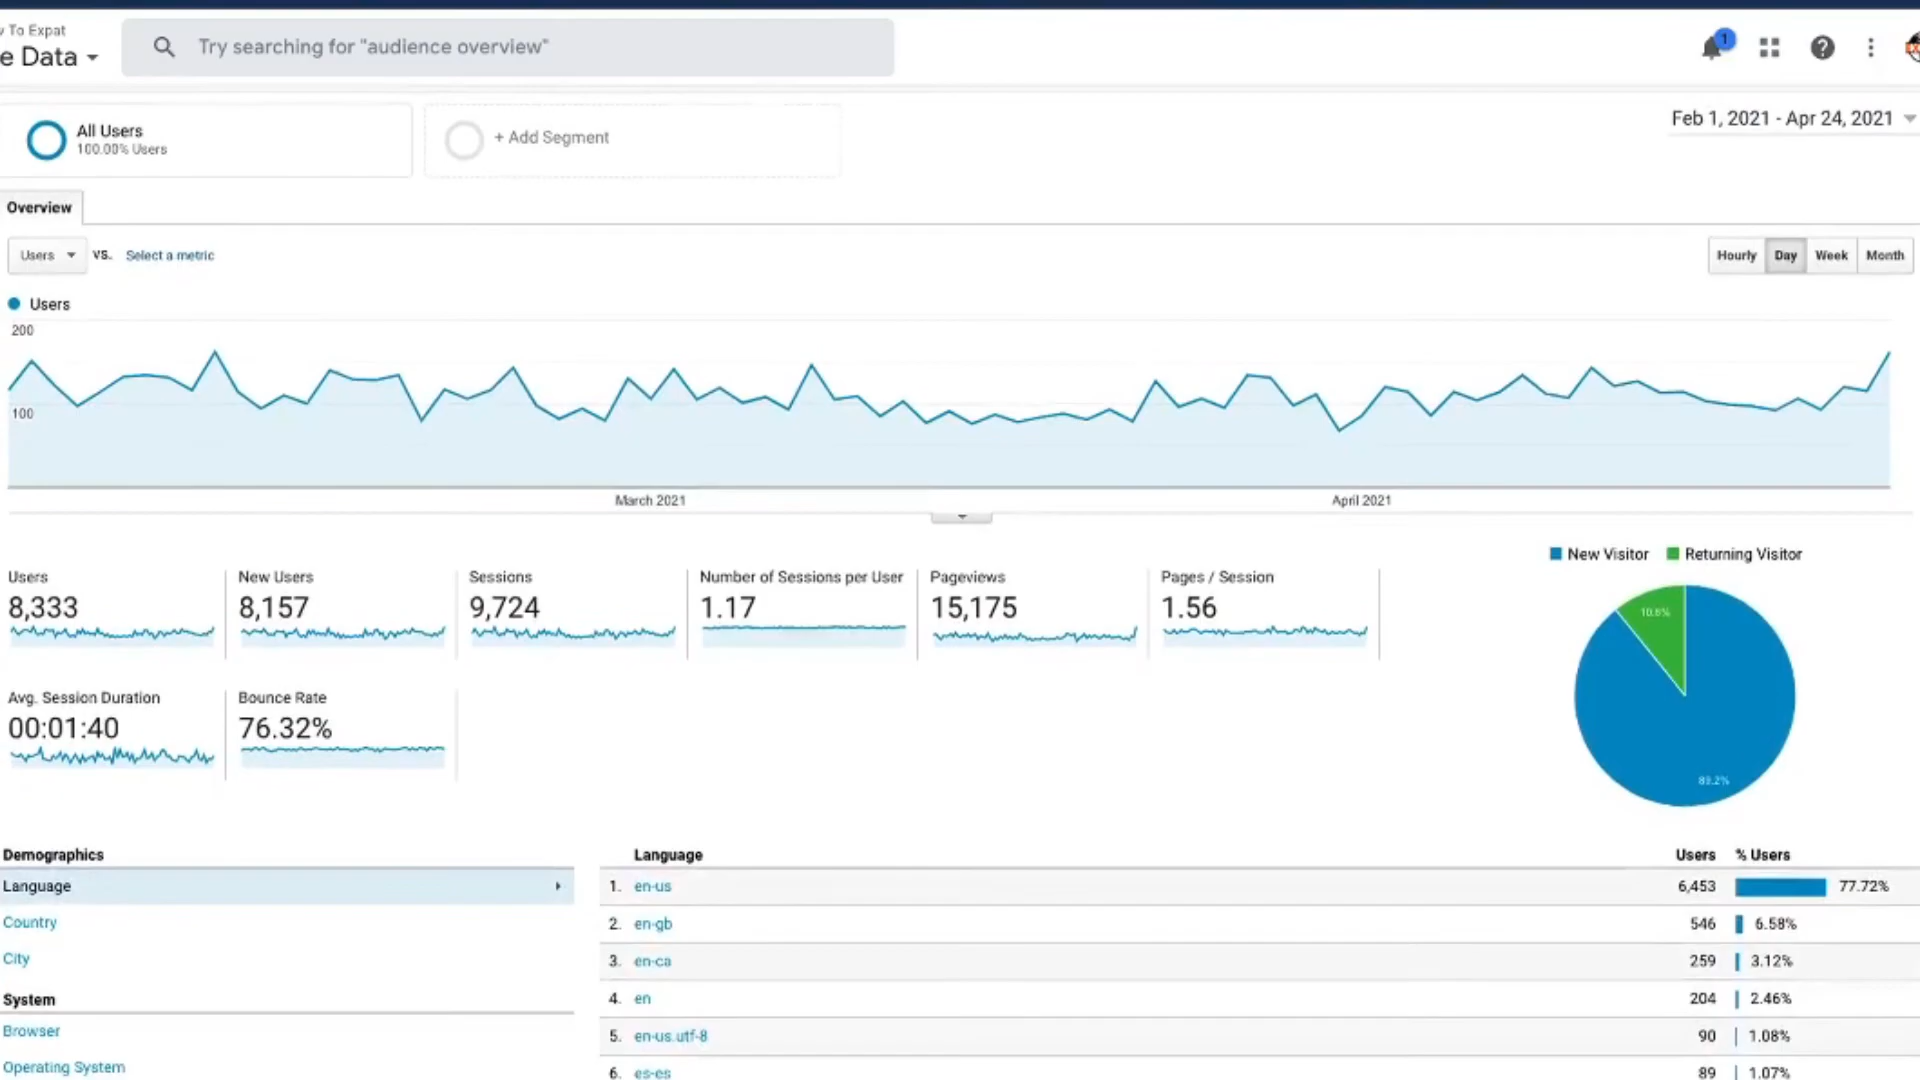 To Expat
e Data
Try searching for "audience overview"
1
All Users
100.00% Users
+ Add Segment
Feb 1, 2021 - Apr 24, 2021
Overview
Users VS. Select a metric
Hourly Day Week Month
Users
200
100
March 2021 April 2021
New Visitor Returning Visitor
10.8%
89.2%
Users
8,333
New Users
8,157
Sessions
9,724
Number of Sessions per User
1.17
Pageviews
15,175
Pages / Session
1.56
Avg. Session Duration
00:01:40
Bounce Rate
76.32%
Demographics
Language
Country
City
System
Browser
Operating System
Language Users % Users
1. en-us 6,453 77.72%
2. en-gb 546 6.58%
3. en-ca 259 3.12%
4. en 204 2.46%
5. en-us.utf-8 90 1.08%
6. es-es 89 1.07%